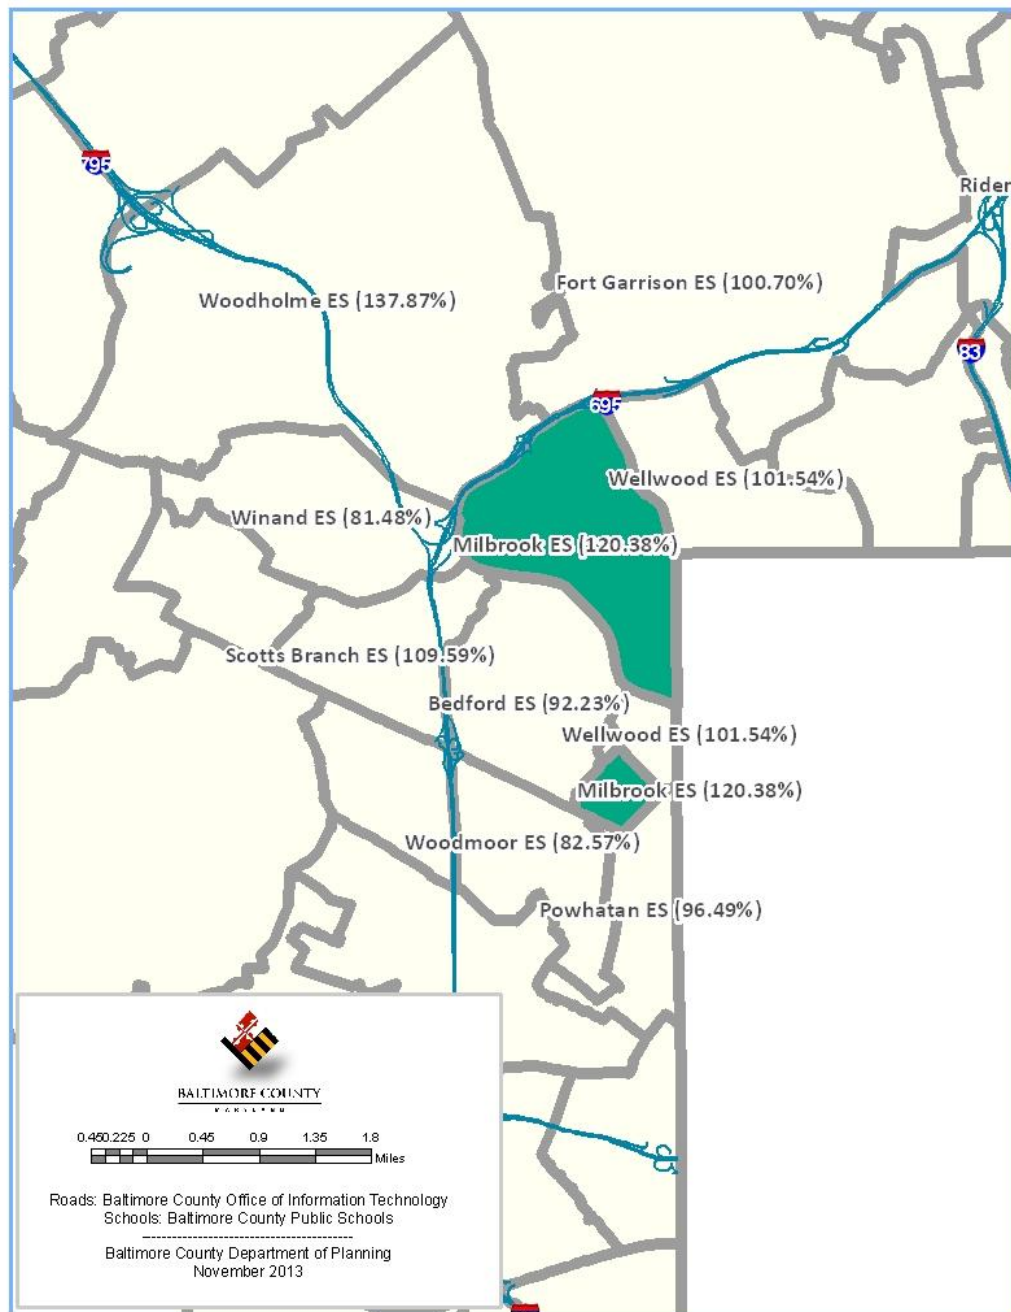 795
Rider
Fort Garrison ES (100.70%)
Woodholme ES (137.87%)
83
695
Wellwood ES (101.54%)
Winand ES (81.48%)
Milbrook ES (120.38%)
Scotts Branch ES (109.59%)
Bedford ES (92.23%)
Wellwood ES (101.54%)
Milbrook ES (120.38%)
Woodmoor ES (82.57%)
Powhatan ES (96.49%)
BALTIMORE COUNTY
MARYLAND
0.450.225 0 0.45 0.9 1.35 1.8
Miles
Roads: Baltimore County Office of Information Technology
Schools: Baltimore County Public Schools
------------------------------------------
Baltimore County Department of Planning
November 2013